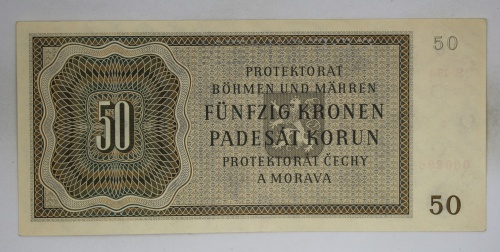 50
PROTEKTORAT
BÖHMEN UND MÄHREN
FÜNFZIG KRONEN
PADESÁT KORUN
PROTEKTORÁT ČECHY
A MORAVA
50
50